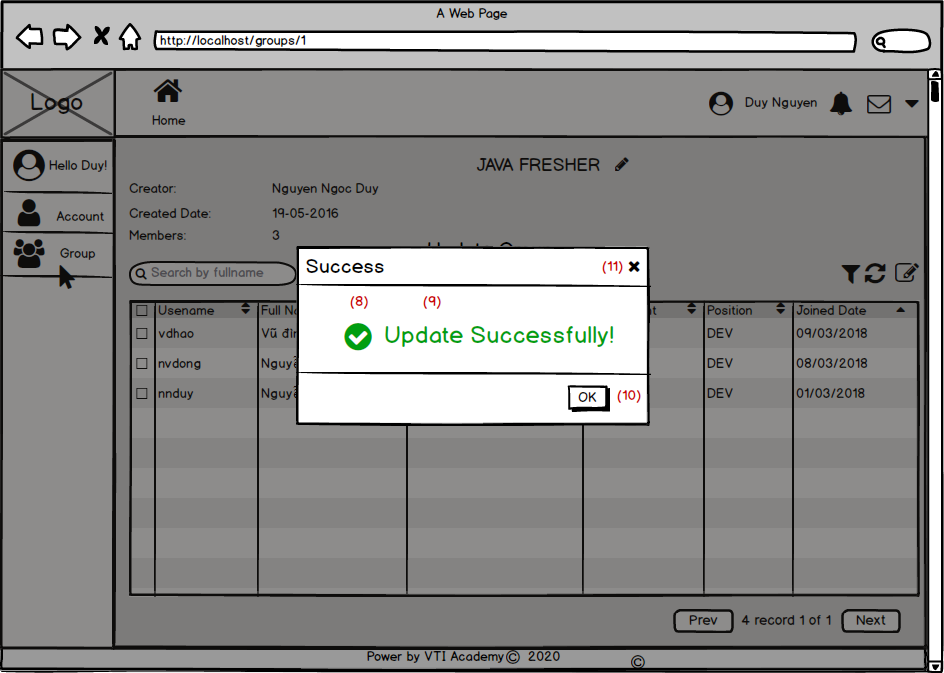 A Web Page
http://localhost/groups/1
Logo
Home
Duy Nguyen
Hello Duy!
Account
Group
JAVA FRESHER
Creator: Nguyen Ngoc Duy
Created Date: 19-05-2016
Members: 3
Search by fullname
Success (11)
(8) (9)
Update Successfully!
OK (10)
Usename Full Position Joined Date
vdhao Vũ DEV 09/03/2018
nvdong DEV 08/03/2018
nnduy DEV 01/03/2018
Prev 4 record 1 of 1 Next
Power by VTI Academy© 2020
©